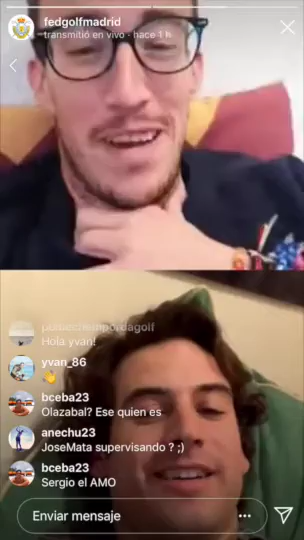 fedgolfmadrid
transmitió en vivo · hace 1 h
Hola yvan!
yvan_86
bceba23
Olazabal? Ese quien es
anechu23
JoseMata supervisando ? ;)
bceba23
Sergio el AMO
Enviar mensaje